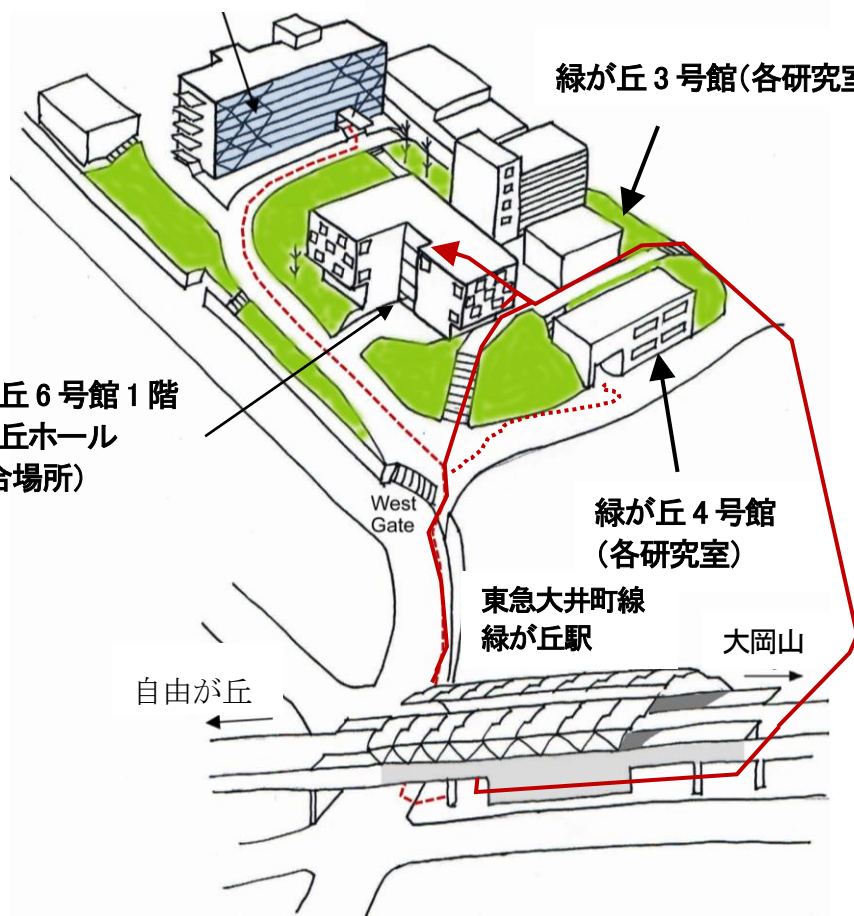 緑が丘３号館（各研究室
丘６号館１階
丘ホール
合場所）
West
Gate
緑が丘４号館
（各研究室）
東急大井町線
緑が丘駅
大岡山
自由が丘